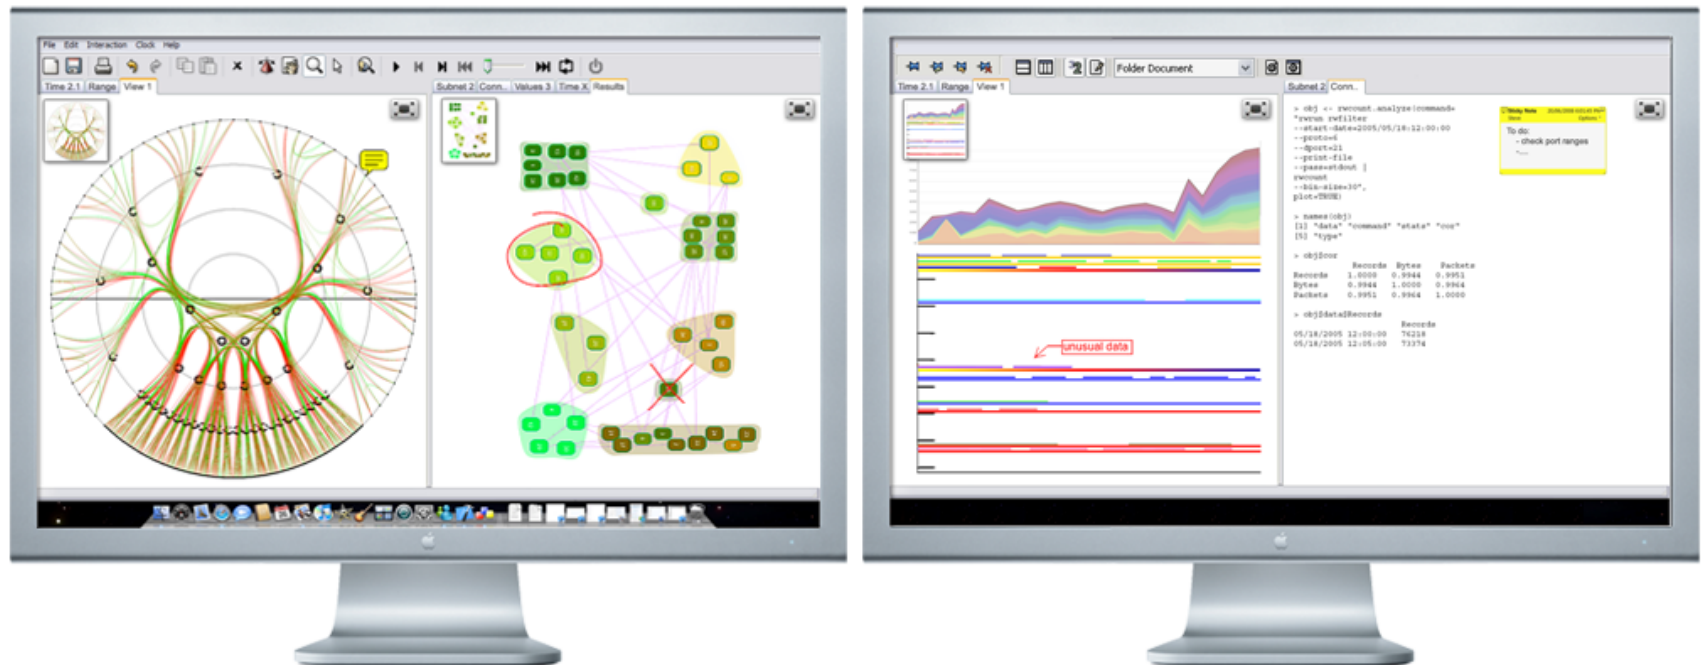 File Edit Interaction Clock Help
Time 2.1 Range View 1
Subnet 2 Conn.. Values 3 Time X Results
Folder Document
Time 2.1 Range View 1
Subnet 2 Conn..
unusual data
> obj <- rwcount.analyze(command=
"rwrun rwfilter
--start-date=2005/05/18:12:00:00
--proto=6
--dport=21
--print-file
--pass=stdout |
rwcount
--bin-size=30",
plot=TRUE)
> names(obj)
[1] "data" "command" "stats" "cor"
[5] "type"
> obj$cor
Records Bytes Packets
Records 1.0000 0.9944 0.9951
Bytes 0.9944 1.0000 0.9964
Packets 0.9951 0.9964 1.0000
> obj$data$Records
Records
05/18/2005 12:00:00 76218
05/18/2005 12:05:00 73374
Sticky Note
Options
To do:
- check port ranges
-....